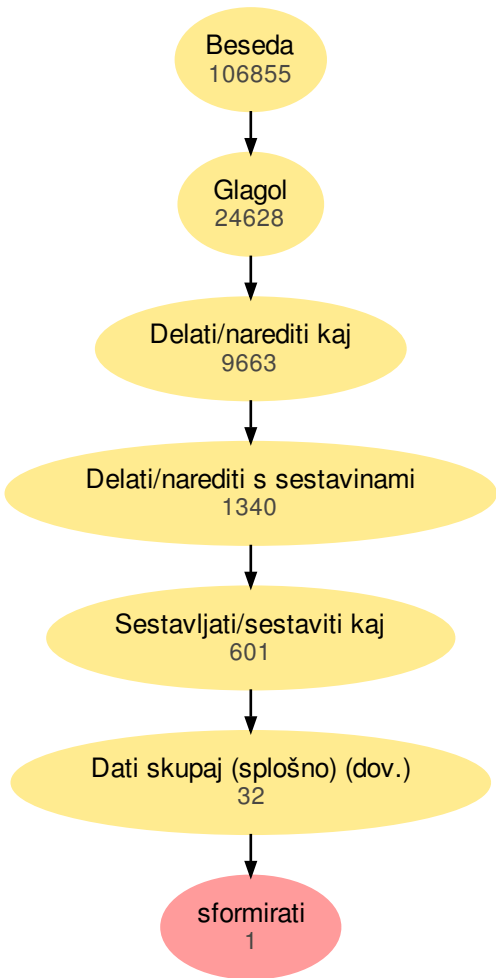 Beseda
106855
Glagol
24628
Delati/narediti kaj
9663
Delati/narediti s sestavinami
1340
Sestavljati/sestaviti kaj
601
Dati skupaj (splošno) (dov.)
32
sformirati
1